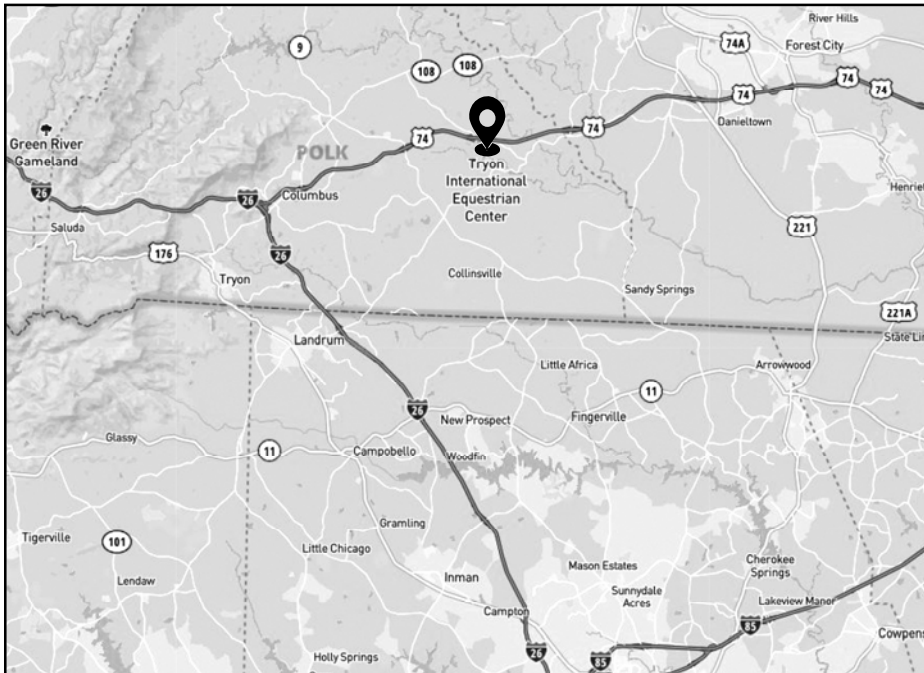 River Hills
9
74A
Forest City
108
108
74
74
74
Green River
Gameland
74
74
Danieltown
POLK
Tryon
International
Equestrian
Center
26
26
Columbus
Henri
Saluda
221
176
26
Tryon
Collinsville
Sandy Springs
221A
State Lin
Landrum
Little Africa
Arrowwood
11
26
New Prospect
Fingerville
Glassy
11
Campobello
Woodfin
Gramling
Tigerville
101
Little Chicago
Inman
Mason Estates
Cherokee
Springs
Lendaw
Sunnydale
Acres
Lakeview Manor
Campton
85
Cowpens
26
85
Holly Springs